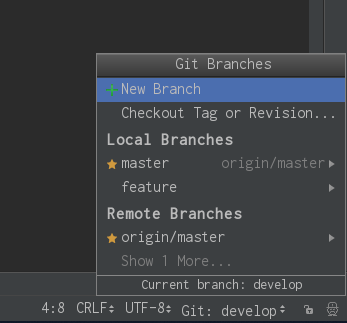 Git Branches
New Branch
Checkout Tag or Revision...
Local Branches
master origin/master
feature
Remote Branches
origin/master
Show 1 More...
Current branch: develop
4:8 CRLF UTF-8 Git: develop